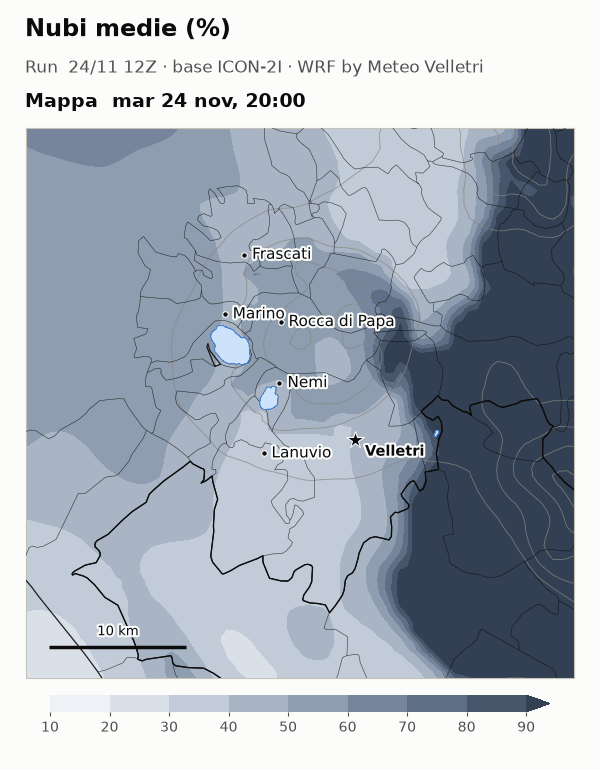 Nubi medie (%)
Run 24/11 12Z · base ICON-2I · WRF by Meteo Velletri
Mappa mar 24 nov, 20:00
Frascati
Marino
Rocca di Papa
Nemi
Velletri
Lanuvio
10 km
10 20 30 40 50 60 70 80 90